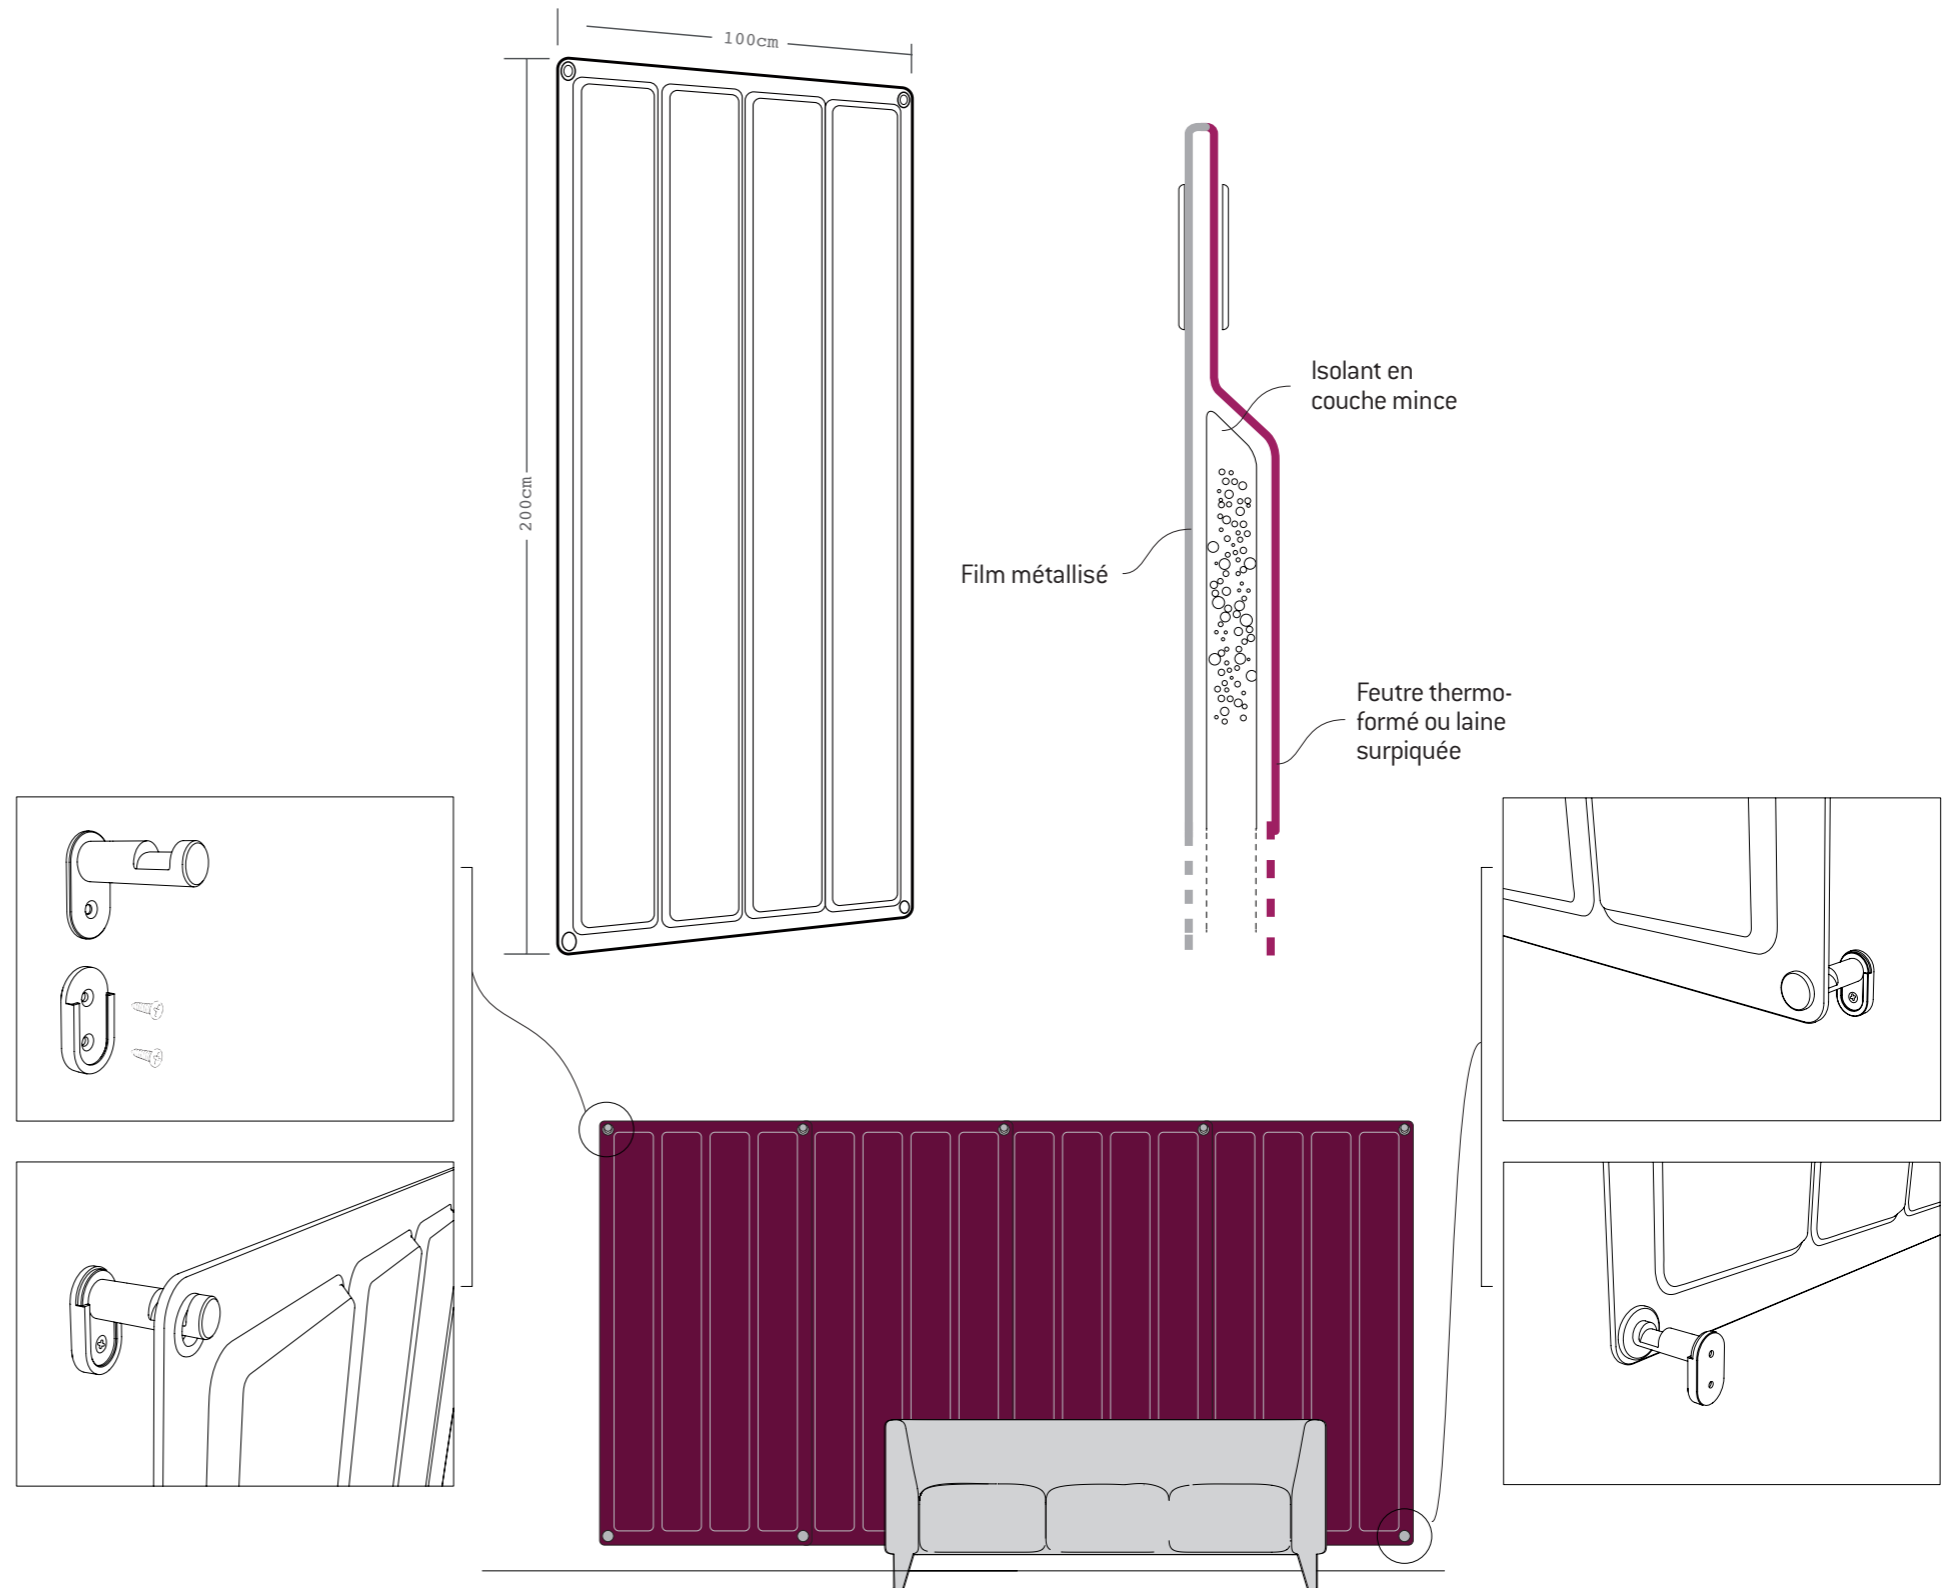 100cm
200cm
Isolant en
couche mince
Film métallisé
Feutre thermo-
formé ou laine
surpiquée